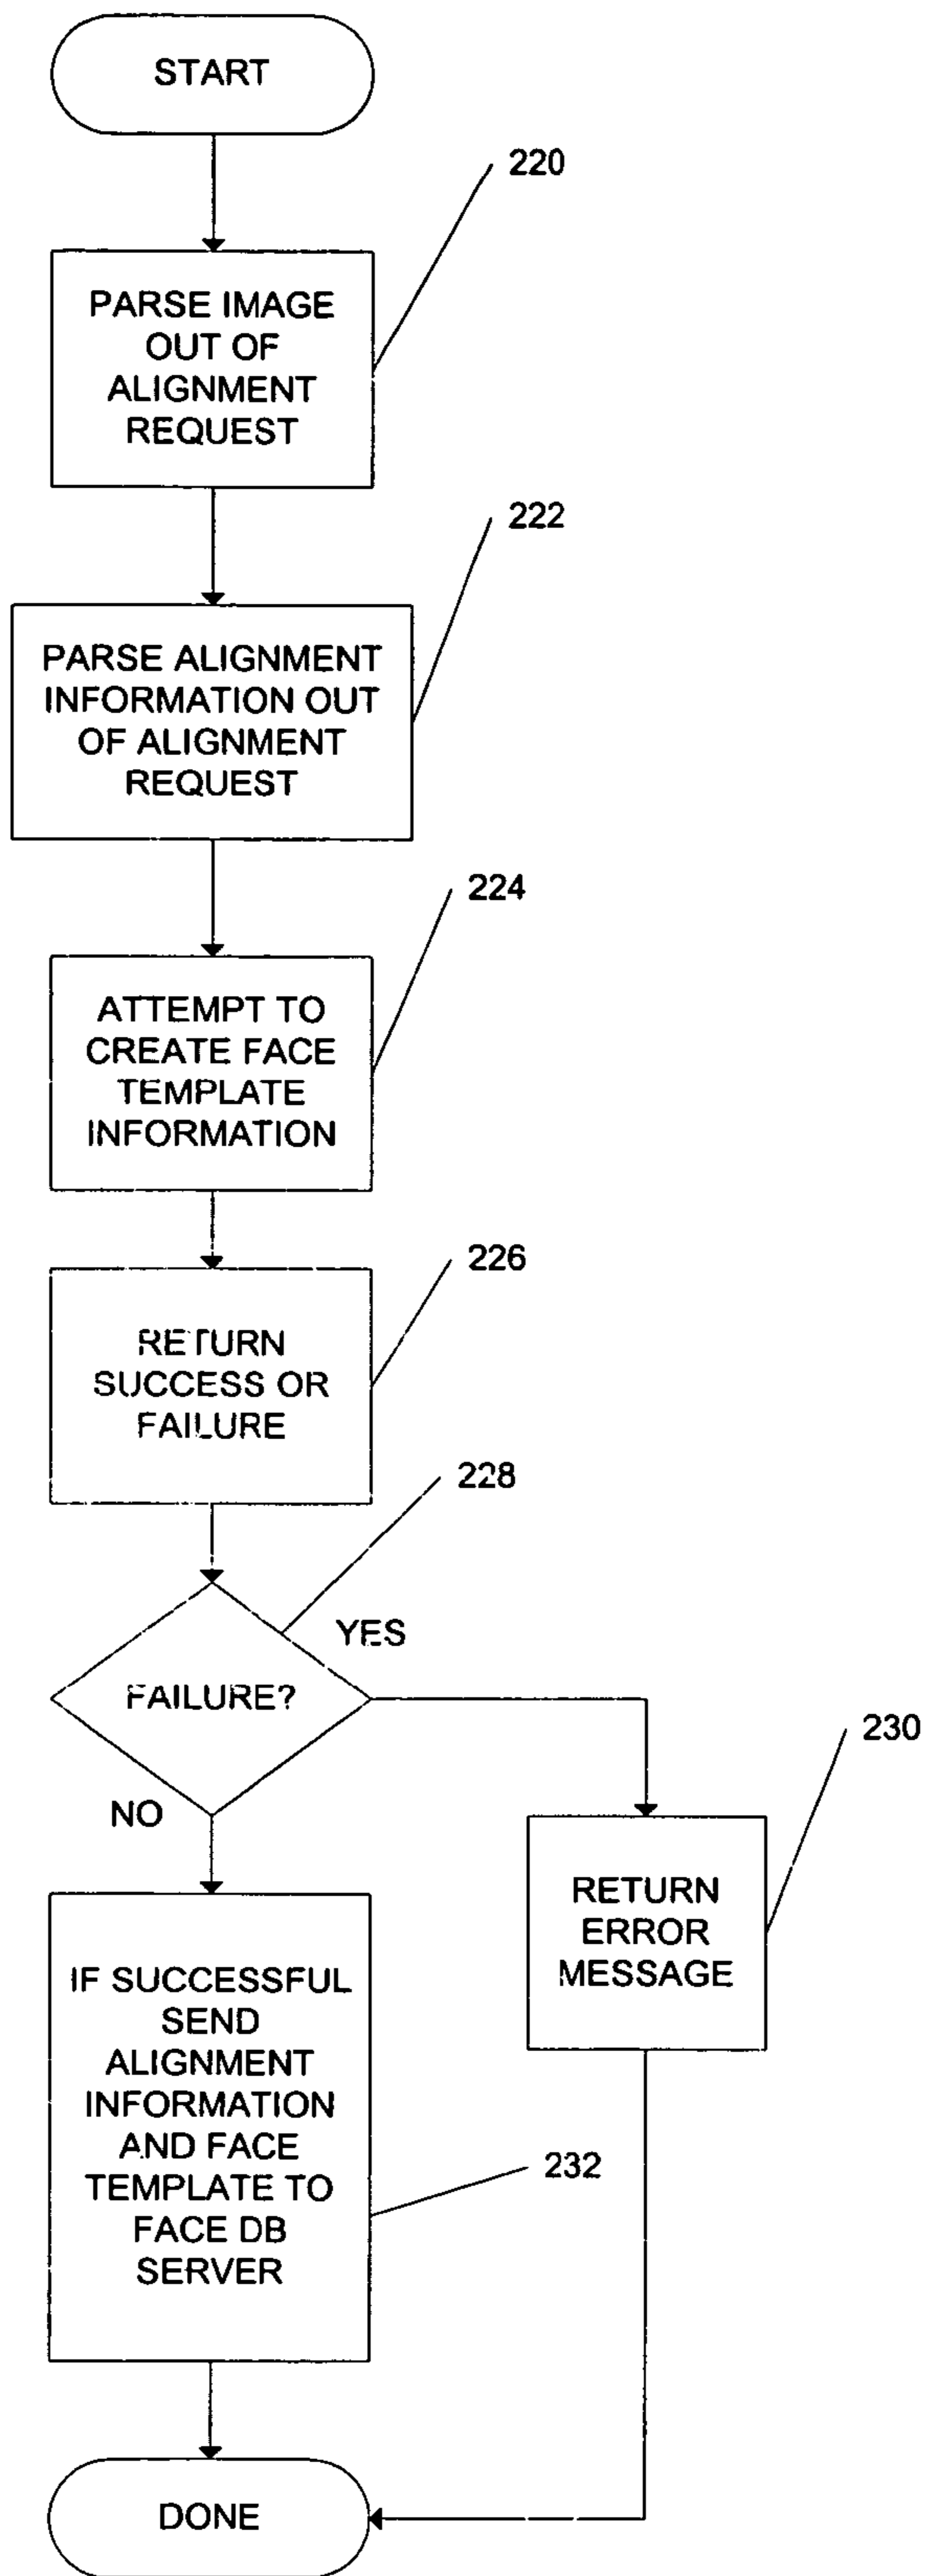 START
220
PARSE IMAGE
OUT OF
ALIGNMENT
REQUEST
222
PARSE ALIGNMENT
INFORMATION OUT
OF ALIGNMENT
REQUEST
224
ATTEMPT TO
CREATE FACE
TEMPLATE
INFORMATION
226
RETURN
SUCCESS OR
FAILURE
228
YES
FAILURE?
230
NO
RETURN
ERROR
MESSAGE
IF SUCCESSFUL
SEND
ALIGNMENT
INFORMATION
AND FACE
TEMPLATE TO
FACE DB
SERVER
232
DONE